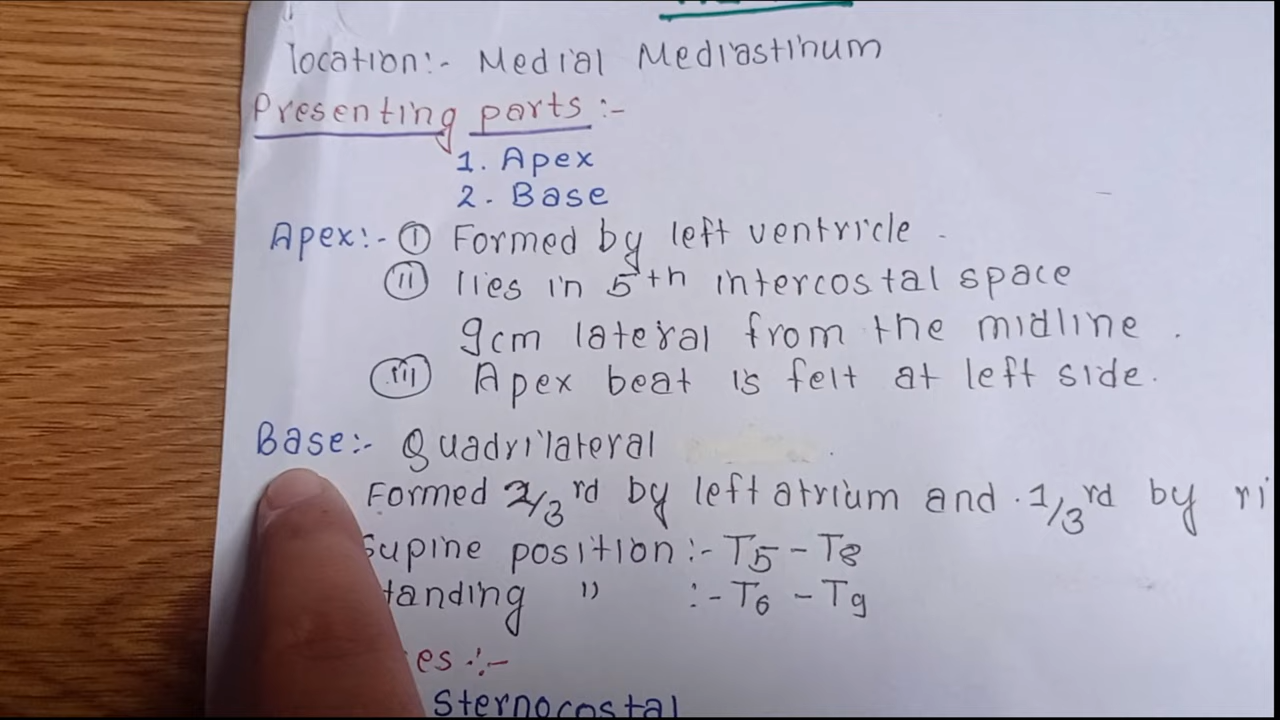 location:- Medial Mediastinum
Presenting parts :-
1. Apex
2. Base
Apex:- (i) Formed by left ventricle.
(ii) lies in 5th intercostal space
9cm lateral from the midline.
(iii) Apex beat is felt at left side.
Base:- Quadrilateral
Formed 2/3rd by left atrium and 1/3rd by ri
Supine position :- T5 - T8
tanding " :- T6 - T9
es :-
Sternocostal